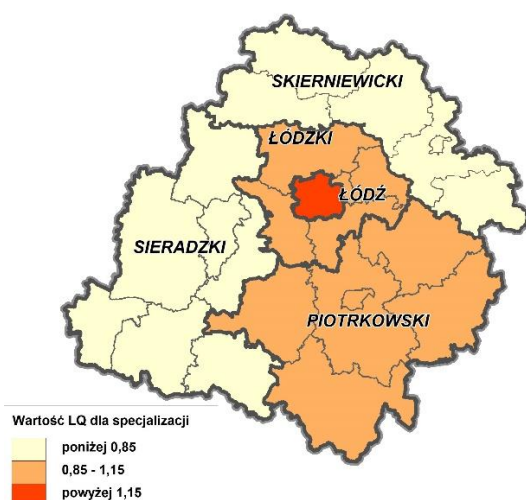 SKIERNIEWICKI
ŁÓDZKI
ŁÓDŹ
SIERADZKI
PIOTRKOWSKI
Wartość LQ dla specjalizacji
poniżej 0,85
0,85 - 1,15
powyżej 1,15